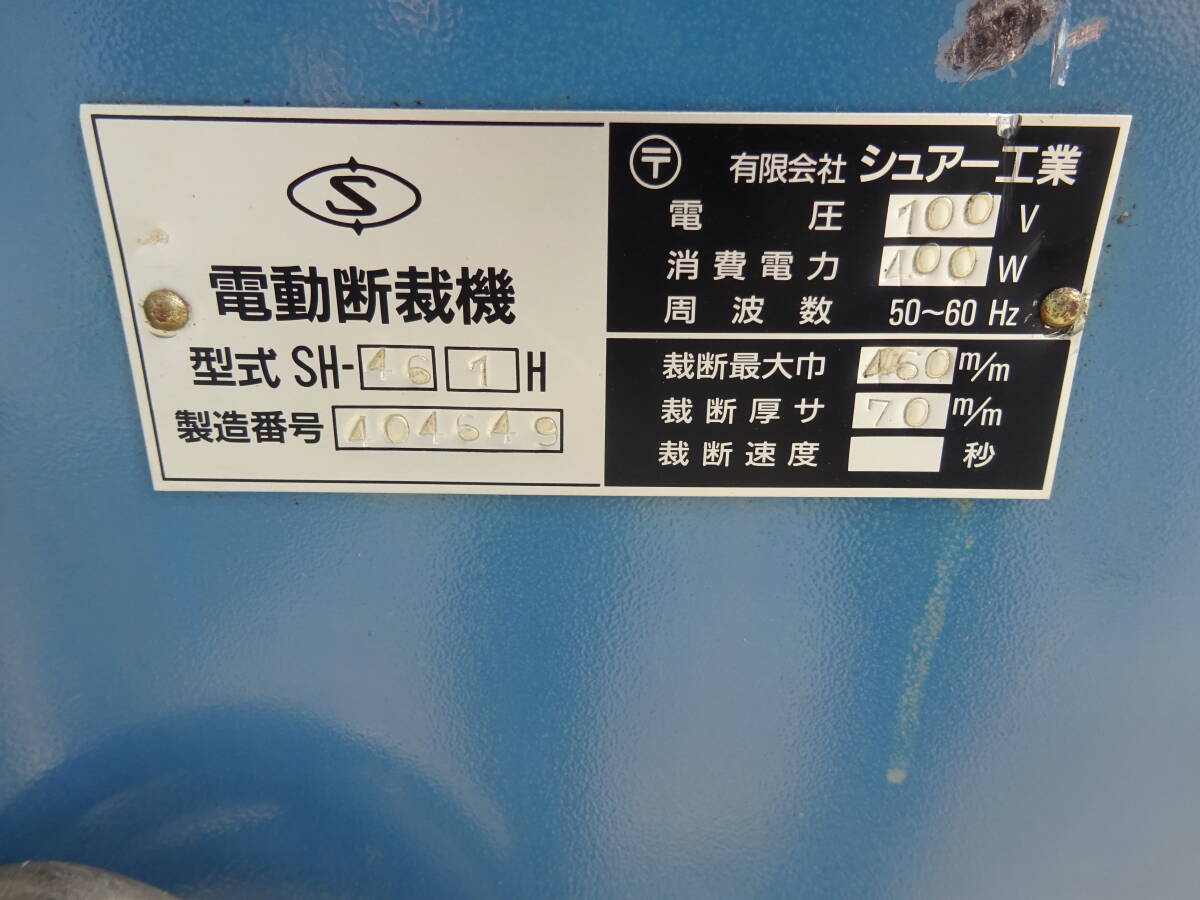 S
電動断裁機
型式 SH-46 1 H
製造番号 404649
〒 有限会社 シュアー工業
電圧 100 V
消費電力 400 W
周波数 50~60 Hz
裁断最大巾 460 m/m
裁断厚サ 70 m/m
裁断速度 秒